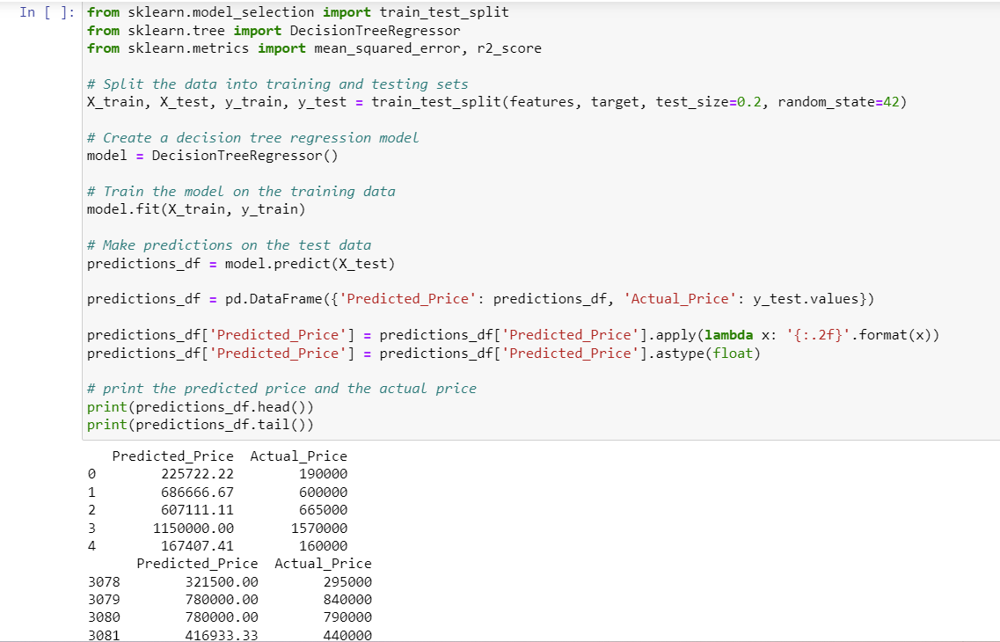 In [ ]: from sklearn.model_selection import train_test_split
from sklearn.tree import DecisionTreeRegressor
from sklearn.metrics import mean_squared_error, r2_score
# Split the data into training and testing sets
X_train, X_test, y_train, y_test = train_test_split(features, target, test_size=0.2, random_state=42)
# Create a decision tree regression model
model = DecisionTreeRegressor()
# Train the model on the training data
model.fit(X_train, y_train)
# Make predictions on the test data
predictions_df = model.predict(X_test)
predictions_df = pd.DataFrame({'Predicted_Price': predictions_df, 'Actual_Price': y_test.values})
predictions_df['Predicted_Price'] = predictions_df['Predicted_Price'].apply(lambda x: '{:.2f}'.format(x))
predictions_df['Predicted_Price'] = predictions_df['Predicted_Price'].astype(float)
# print the predicted price and the actual price
print(predictions_df.head())
print(predictions_df.tail())
Predicted_Price Actual_Price
0 225722.22 190000
1 686666.67 600000
2 607111.11 665000
3 1150000.00 1570000
4 167407.41 160000
Predicted_Price Actual_Price
3078 321500.00 295000
3079 780000.00 840000
3080 780000.00 790000
3081 416933.33 440000